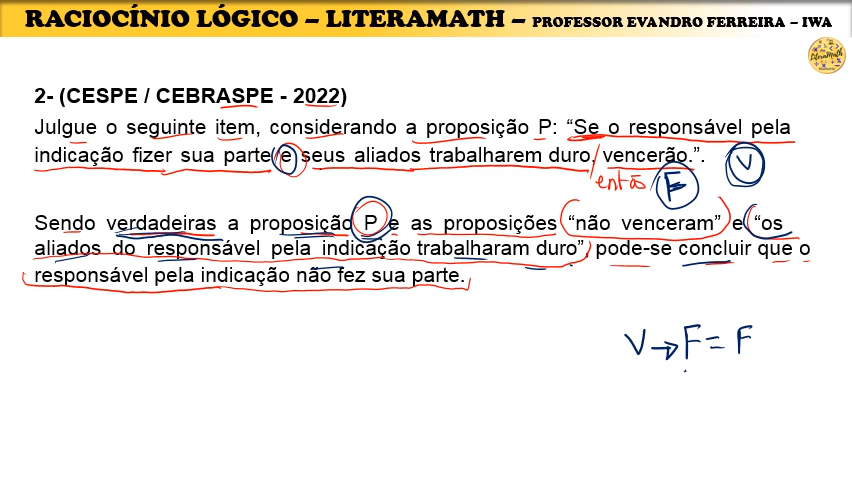 RACIOCÍNIO LÓGICO – LITERAMATH – PROFESSOR EVANDRO FERREIRA – IWA
LiteraMath
2- (CESPE / CEBRASPE - 2022)
Julgue o seguinte item, considerando a proposição P: “Se o responsável pela
indicação fizer sua parte e seus aliados trabalharem duro, vencerão.”. V
então F
Sendo verdadeiras a proposição P e as proposições “não venceram” e “os
aliados do responsável pela indicação trabalharam duro”, pode-se concluir que o
responsável pela indicação não fez sua parte.
V → F = F